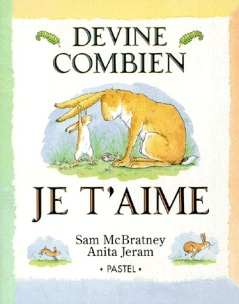 DEVINE
COMBIEN
JE T'AIME
Sam McBratney
Anita Jeram
• PASTEL •